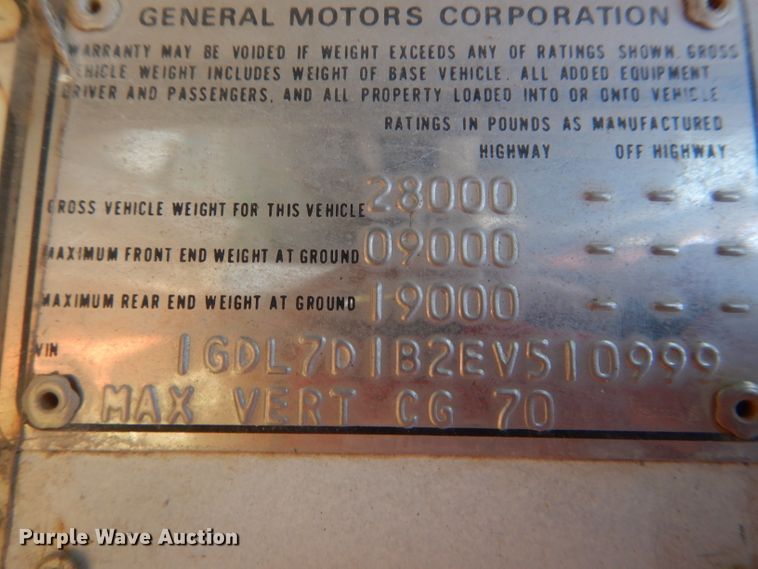 GENERAL MOTORS CORPORATION
WARRANTY MAY BE VOIDED IF WEIGHT EXCEEDS ANY OF RATINGS SHOWN. GROSS
VEHICLE WEIGHT INCLUDES WEIGHT OF BASE VEHICLE. ALL ADDED EQUIPMENT
DRIVER AND PASSENGERS, AND ALL PROPERTY LOADED INTO OR ONTO VEHICLE
RATINGS IN POUNDS AS MANUFACTURED
HIGHWAY OFF HIGHWAY
GROSS VEHICLE WEIGHT FOR THIS VEHICLE 28000 - - -
MAXIMUM FRONT END WEIGHT AT GROUND 09000 - - -
MAXIMUM REAR END WEIGHT AT GROUND 19000 - - -
VIN 1GDL7D1B2EV510999
MAX VERT CG 70
Purple Wave Auction